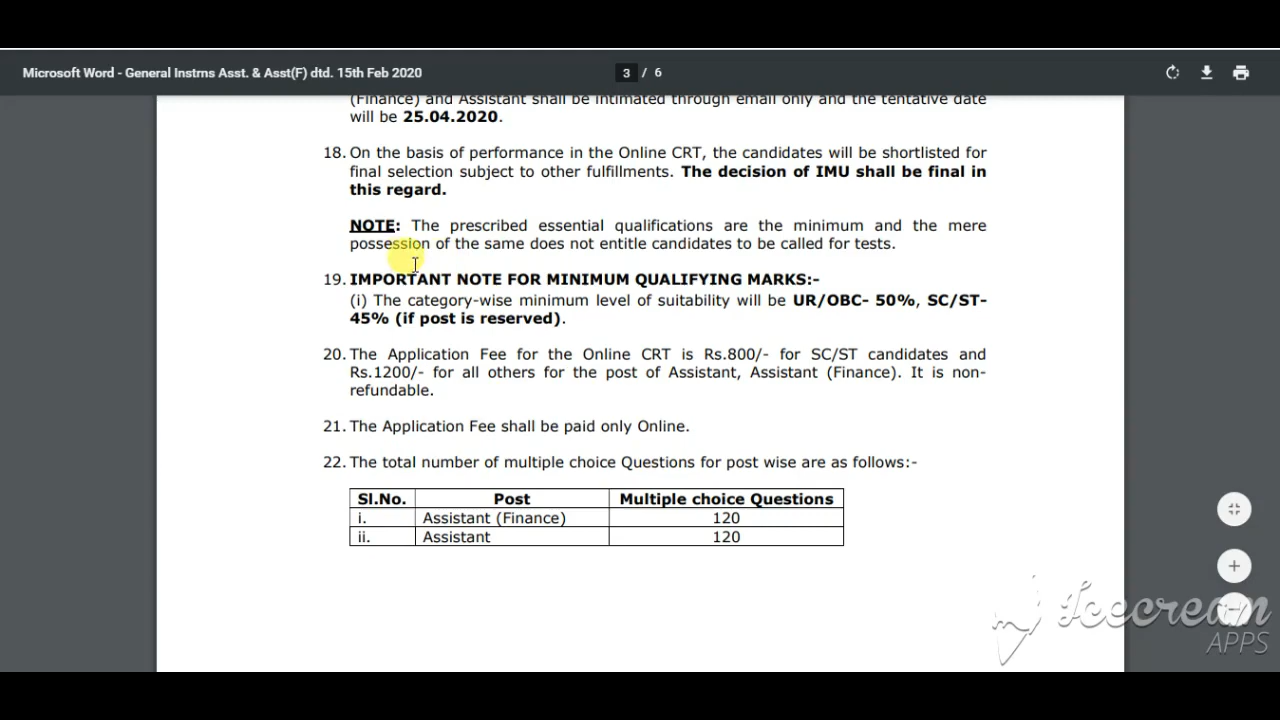 Microsoft Word - General Instrns Asst. & Asst(F) dtd. 15th Feb 2020
3 / 6
(Finance) and Assistant shall be intimated through email only and the tentative date
will be 25.04.2020.
18. On the basis of performance in the Online CRT, the candidates will be shortlisted for
final selection subject to other fulfillments. The decision of IMU shall be final in
this regard.
NOTE: The prescribed essential qualifications are the minimum and the mere
possession of the same does not entitle candidates to be called for tests.
19. IMPORTANT NOTE FOR MINIMUM QUALIFYING MARKS:-
(i) The category-wise minimum level of suitability will be UR/OBC- 50%, SC/ST-
45% (if post is reserved).
20. The Application Fee for the Online CRT is Rs.800/- for SC/ST candidates and
Rs.1200/- for all others for the post of Assistant, Assistant (Finance). It is non-
refundable.
21. The Application Fee shall be paid only Online.
22. The total number of multiple choice Questions for post wise are as follows:-
Sl.No. Post Multiple choice Questions
i. Assistant (Finance) 120
ii. Assistant 120
Icecream
APPS